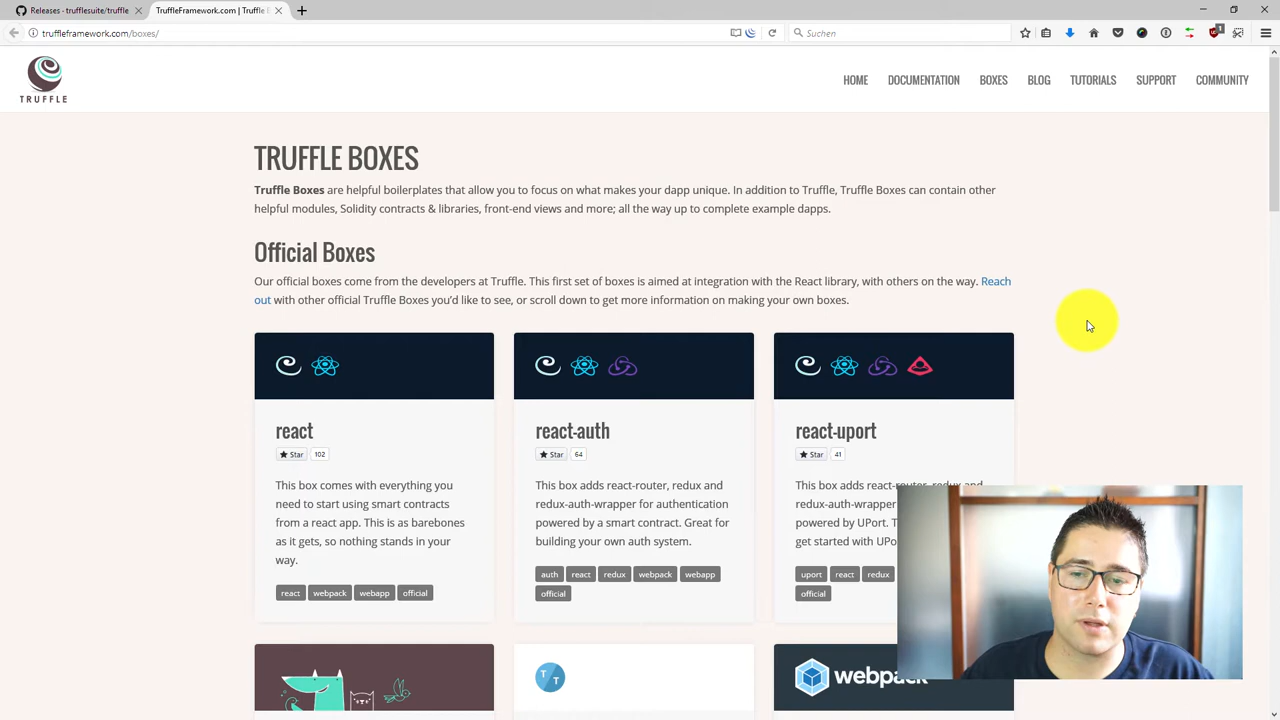 Releases - trufflesuite/truffle
TruffleFramework.com | Truffle B
truffleframework.com/boxes/
Suchen
1
TRUFFLE
HOME
DOCUMENTATION
BOXES
BLOG
TUTORIALS
SUPPORT
COMMUNITY
TRUFFLE BOXES
Truffle Boxes are helpful boilerplates that allow you to focus on what makes your dapp unique. In addition to Truffle, Truffle Boxes can contain other
helpful modules, Solidity contracts & libraries, front-end views and more; all the way up to complete example dapps.
Official Boxes
Our official boxes come from the developers at Truffle. This first set of boxes is aimed at integration with the React library, with others on the way. Reach
out with other official Truffle Boxes you'd like to see, or scroll down to get more information on making your own boxes.
react
Star 102
This box comes with everything you
need to start using smart contracts
from a react app. This is as barebones
as it gets, so nothing stands in your
way.
react webpack webapp official
react-auth
Star 64
This box adds react-router, redux and
redux-auth-wrapper for authentication
powered by a smart contract. Great for
building your own auth system.
auth react redux webpack webapp
official
react-uport
Star 41
This box adds react-router, redux and
redux-auth-wrapper
powered by UPort. T
get started with UPo
uport react redux
official
T T
webpack